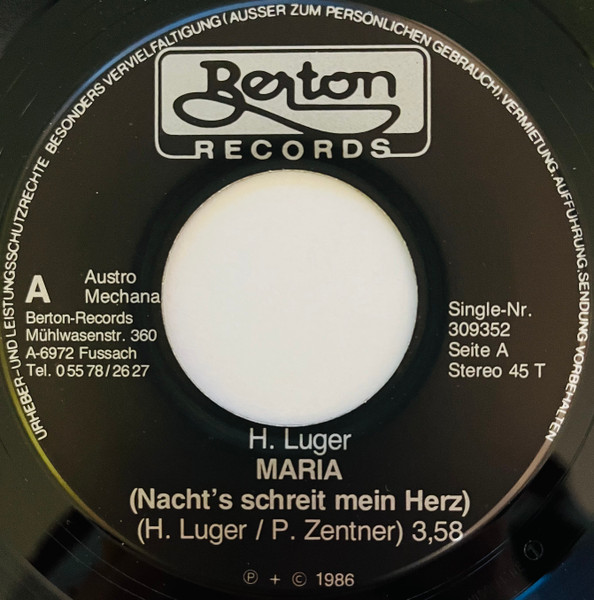 URHEBER- UND LEISTUNGSSCHUTZRECHTE BESONDERS VERVIELFÄLTIGUNG (AUSSER ZUM PERSÖNLICHEN GEBRAUCH), VERMIETUNG, AUFFÜHRUNG, SENDUNG VORBEHALTEN
Berton
RECORDS
A
Austro
Mechana
Berton-Records
Mühlwasenstr. 360
A-6972 Fussach
Tel. 0 55 78 / 26 27
Single-Nr.
309352
Seite A
Stereo 45 T
H. Luger
MARIA
(Nacht's schreit mein Herz)
(H. Luger / P. Zentner) 3,58
℗ + © 1986